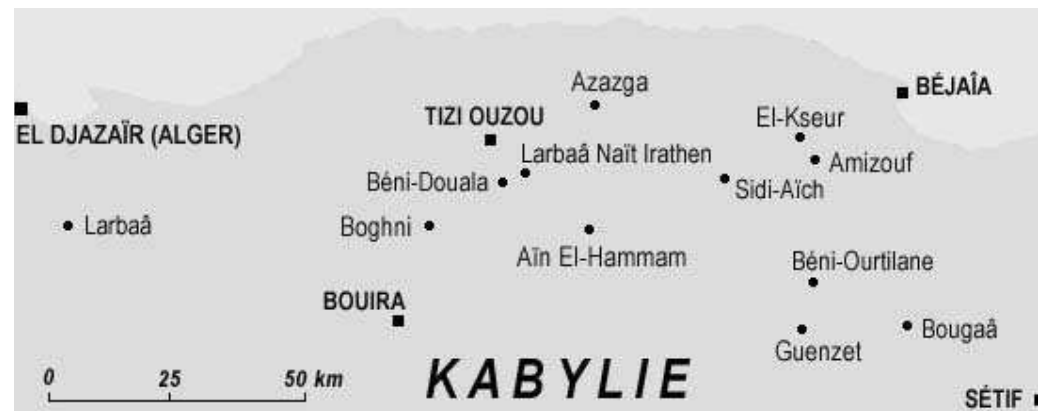 Azazga
BÉJAÎA
TIZI OUZOU
El-Kseur
EL DJAZAÏR (ALGER)
Larbaâ Naït Irathen
Amizouf
Béni-Douala
Sidi-Aïch
Larbaâ
Boghni
Aïn El-Hammam
Béni-Ourtilane
BOUIRA
Bougaâ
Guenzet
0 25 50 km
KABYLIE
SÉTIF